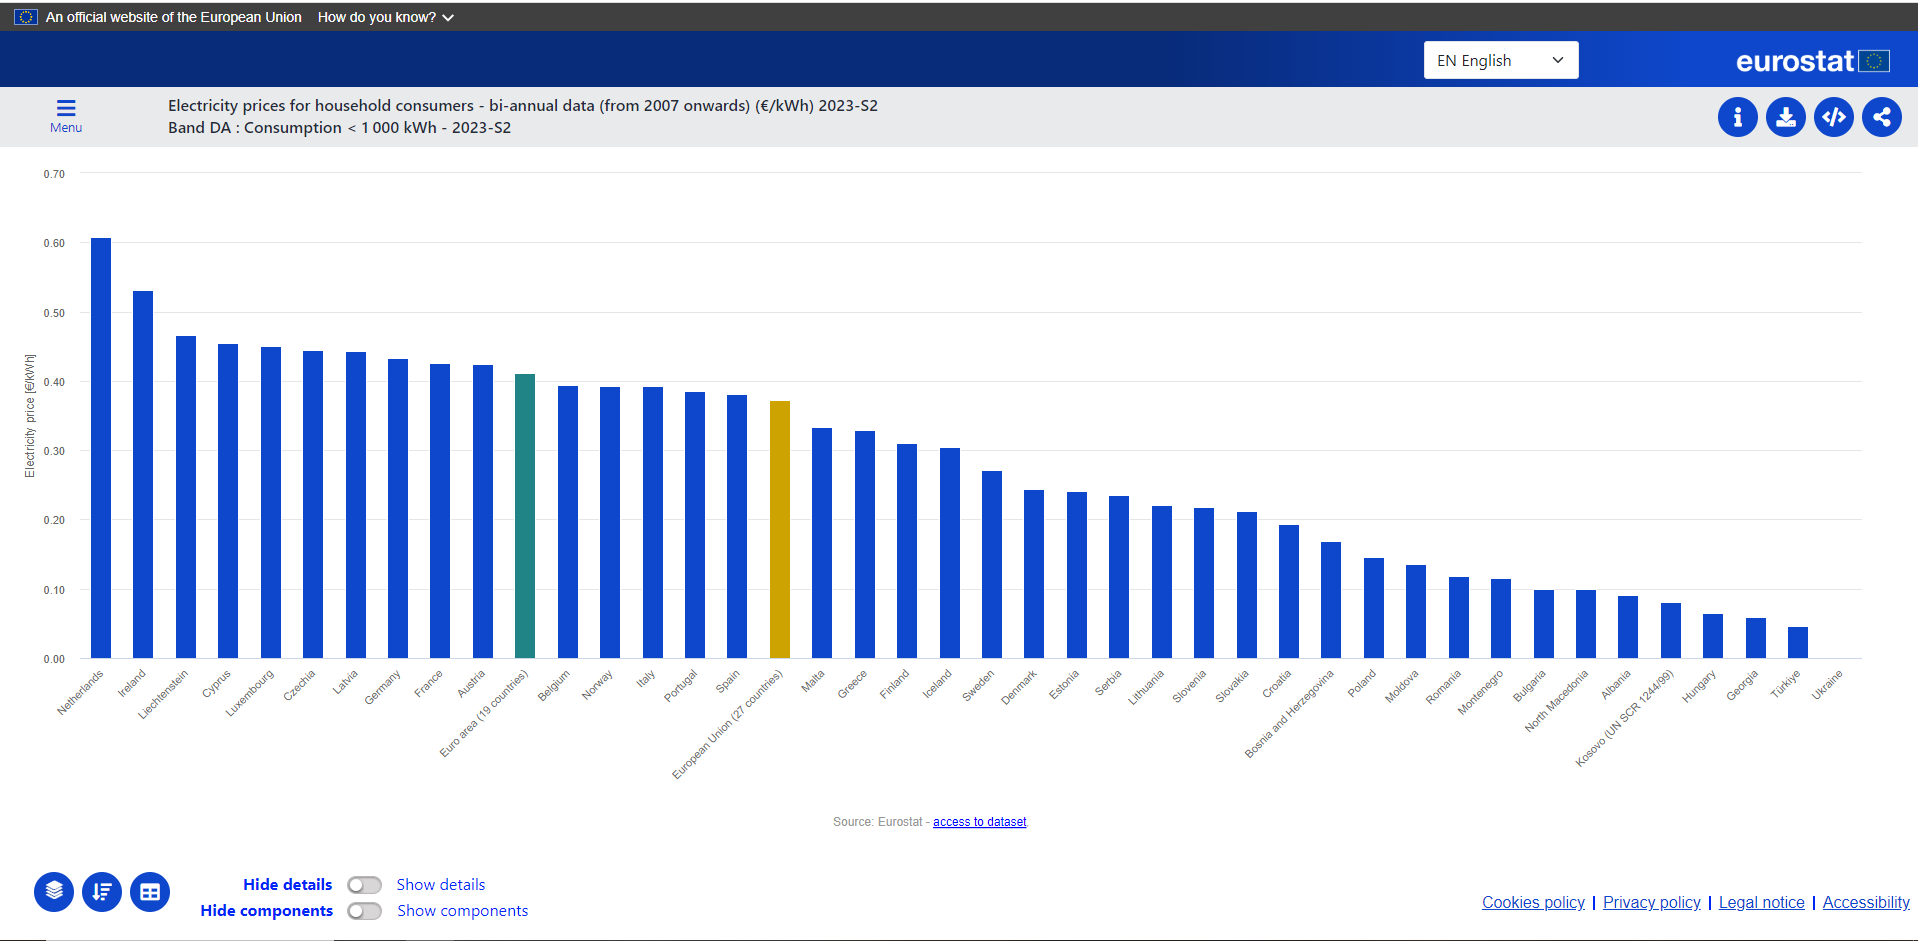 An official website of the European Union How do you know?
EN English
eurostat
Menu
Electricity prices for household consumers - bi-annual data (from 2007 onwards) (€/kWh) 2023-S2
Band DA : Consumption < 1 000 kWh - 2023-S2
0.70
0.60
0.50
0.40
0.30
0.20
0.10
0.00
Electricity price [€/kWh]
Netherlands
Ireland
Liechtenstein
Cyprus
Luxembourg
Czechia
Latvia
Germany
France
Austria
Euro area (19 countries)
Belgium
Norway
Italy
Portugal
Spain
European Union (27 countries)
Malta
Greece
Finland
Iceland
Sweden
Denmark
Estonia
Serbia
Lithuania
Slovenia
Slovakia
Croatia
Bosnia and Herzegovina
Poland
Moldova
Romania
Montenegro
Bulgaria
North Macedonia
Albania
Kosovo (UN SCR 1244/99)
Hungary
Georgia
Türkiye
Ukraine
Source: Eurostat - access to dataset.
Hide details Show details
Hide components Show components
Cookies policy | Privacy policy | Legal notice | Accessibility